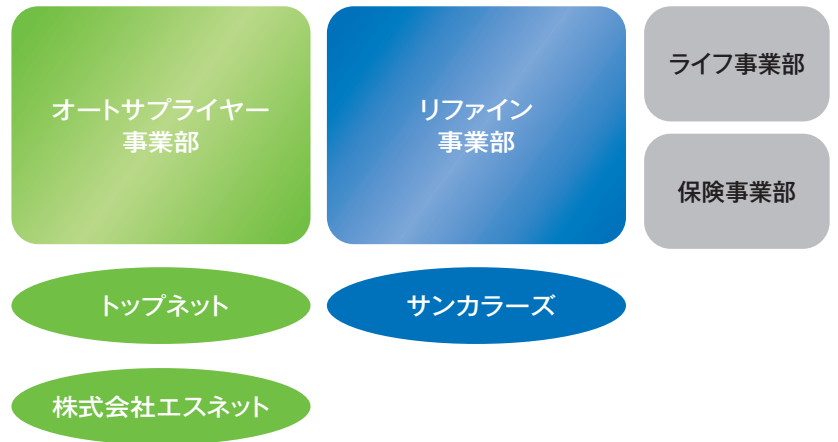 オートサプライヤー
事業部
リファイン
事業部
ライフ事業部
保険事業部
トップネット
サンカラーズ
株式会社エスネット